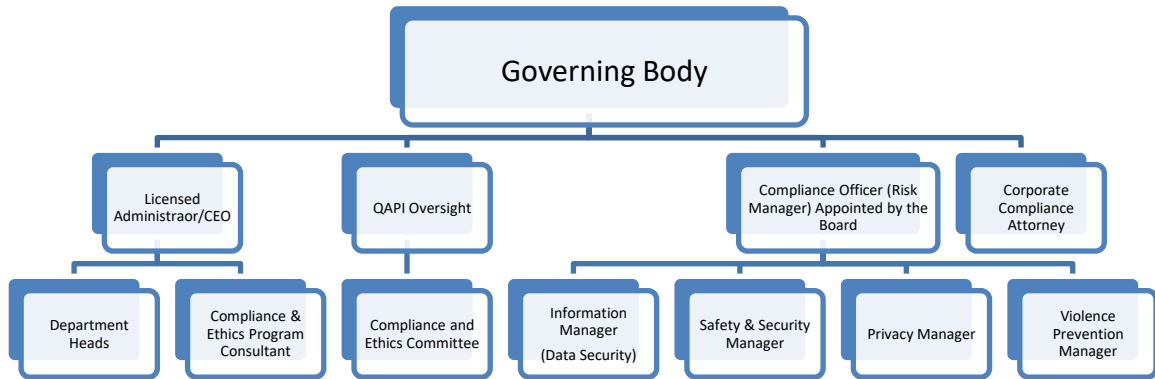 Governing Body
Licensed
Administraor/CEO
QAPI Oversight
Compliance Officer (Risk
Manager) Appointed by the
Board
Corporate
Compliance
Attorney
Department
Heads
Compliance &
Ethics Program
Consultant
Compliance and
Ethics Committee
Information
Manager
(Data Security)
Safety & Security
Manager
Privacy Manager
Violence
Prevention
Manager